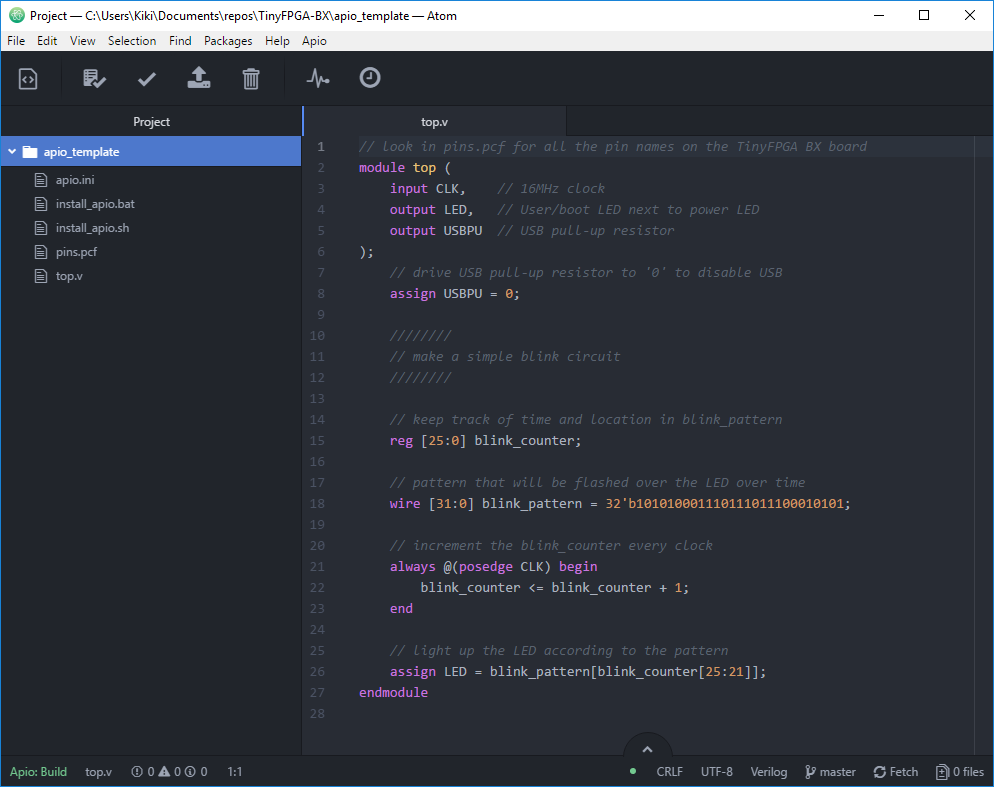 Project — C:\Users\Kiki\Documents\repos\TinyFPGA-BX\apio_template — Atom
File Edit View Selection Find Packages Help Apio
Project
apio_template
apio.ini
install_apio.bat
install_apio.sh
pins.pcf
top.v
top.v
1 // look in pins.pcf for all the pin names on the TinyFPGA BX board
2 module top (
3     input CLK,    // 16MHz clock
4     output LED,   // User/boot LED next to power LED
5     output USBPU  // USB pull-up resistor
6 );
7     // drive USB pull-up resistor to '0' to disable USB
8     assign USBPU = 0;
9
10     ////////
11     // make a simple blink circuit
12     ////////
13
14     // keep track of time and location in blink_pattern
15     reg [25:0] blink_counter;
16
17     // pattern that will be flashed over the LED over time
18     wire [31:0] blink_pattern = 32'b101010001110111011100010101;
19
20     // increment the blink_counter every clock
21     always @(posedge CLK) begin
22         blink_counter <= blink_counter + 1;
23     end
24
25     // light up the LED according to the pattern
26     assign LED = blink_pattern[blink_counter[25:21]];
27 endmodule
28
Apio: Build top.v 0 0 0 1:1 CRLF UTF-8 Verilog master Fetch 0 files